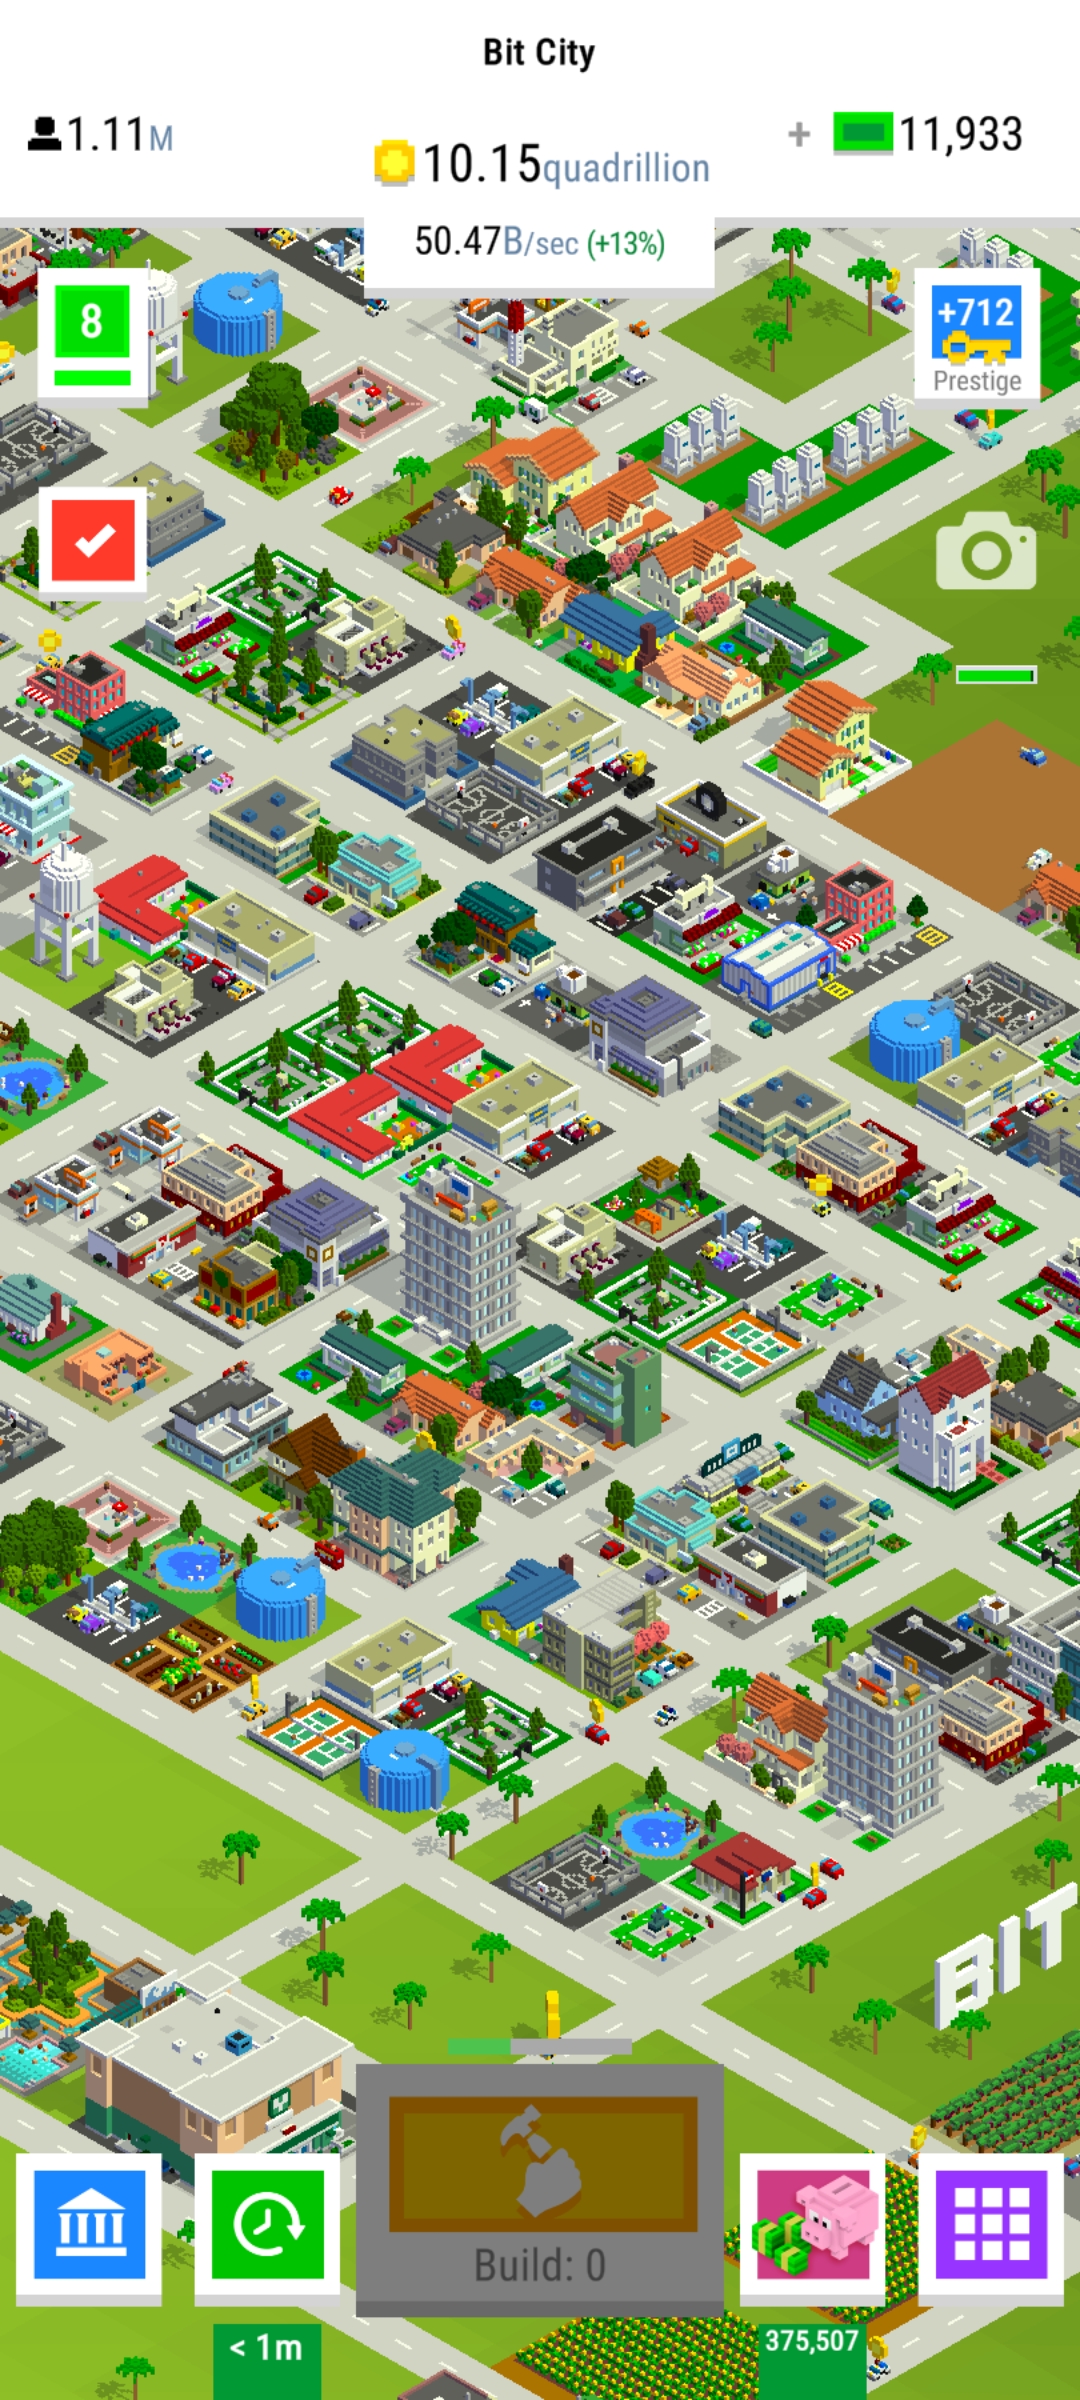 Bit City
1.11M
10.15quadrillion
+ 11,933
50.47B/sec (+13%)
8
+712
Prestige
BIT
Build: 0
< 1m
375,507